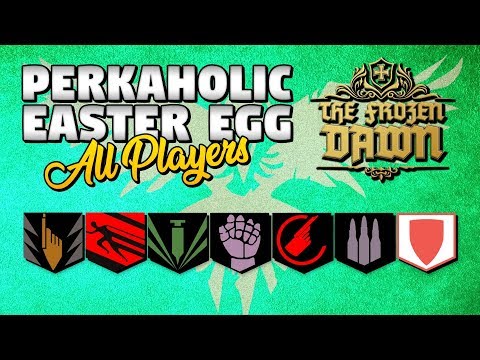 PERKAHOLIC
EASTER EGG
All Players
THE FROZEN
DAWN